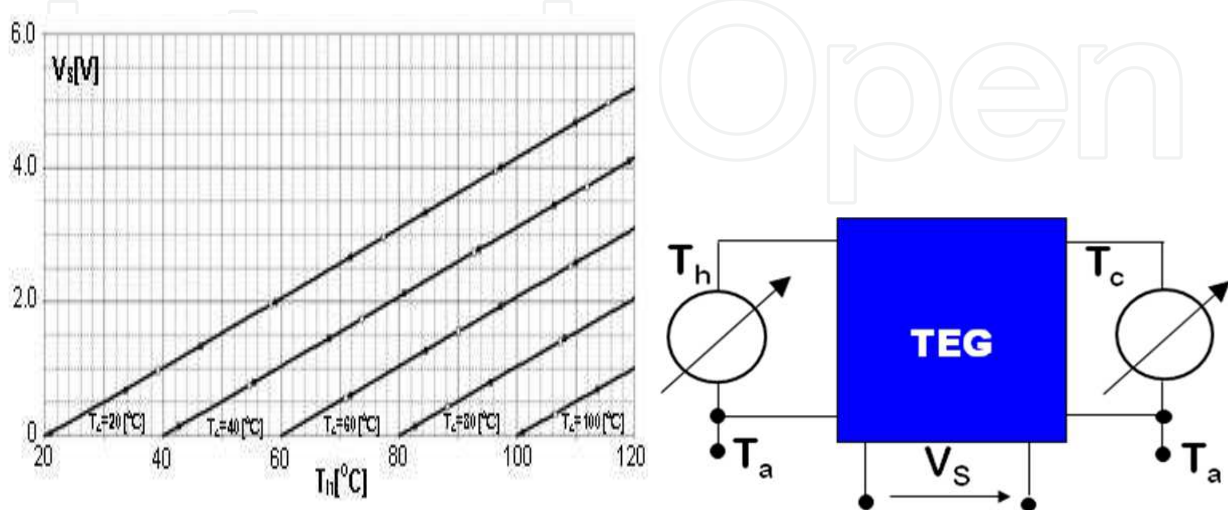 Open
6.0
Vs[V]
4.0
2.0
0
Tc=20 [°C]
Tc=40 [°C]
Tc=60 [°C]
Tc=80 [°C]
Tc=100 [°C]
20 40 60 80 100 120
Th[°C]
Th
Tc
TEG
Ta
Vs
Ta